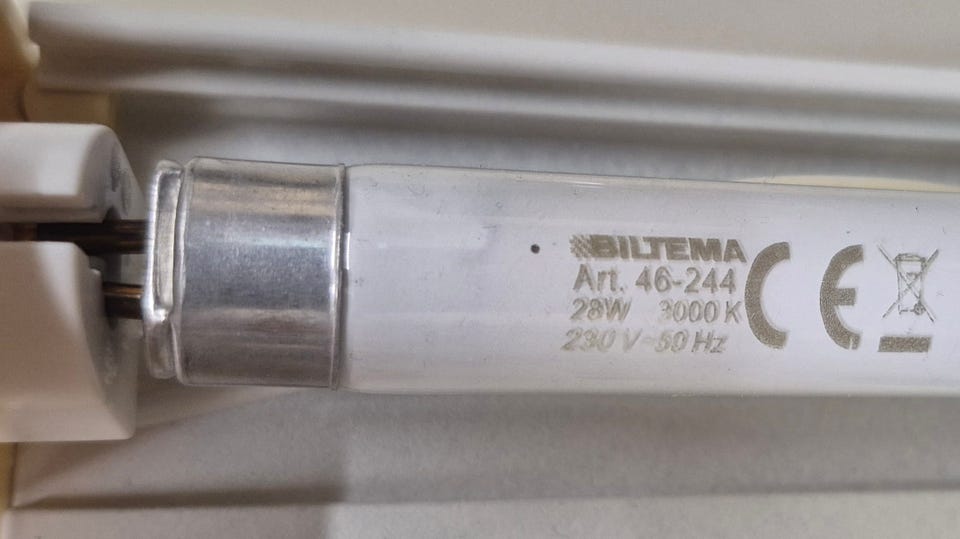 BILTEMA
Art. 46-244
28W 3000 K
230 V~50 Hz
CE